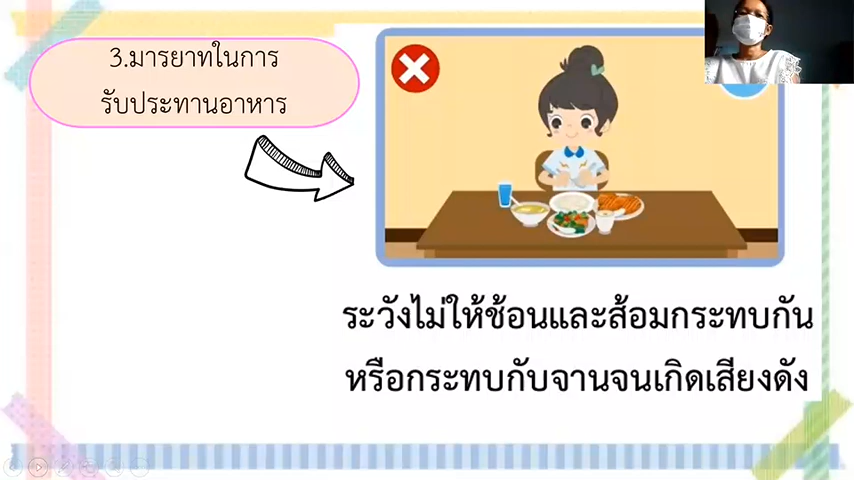 3.มารยาทในการ
รับประทานอาหาร
ระวังไม่ให้ช้อนและส้อมกระทบกัน
หรือกระทบกับจานจนเกิดเสียงดัง